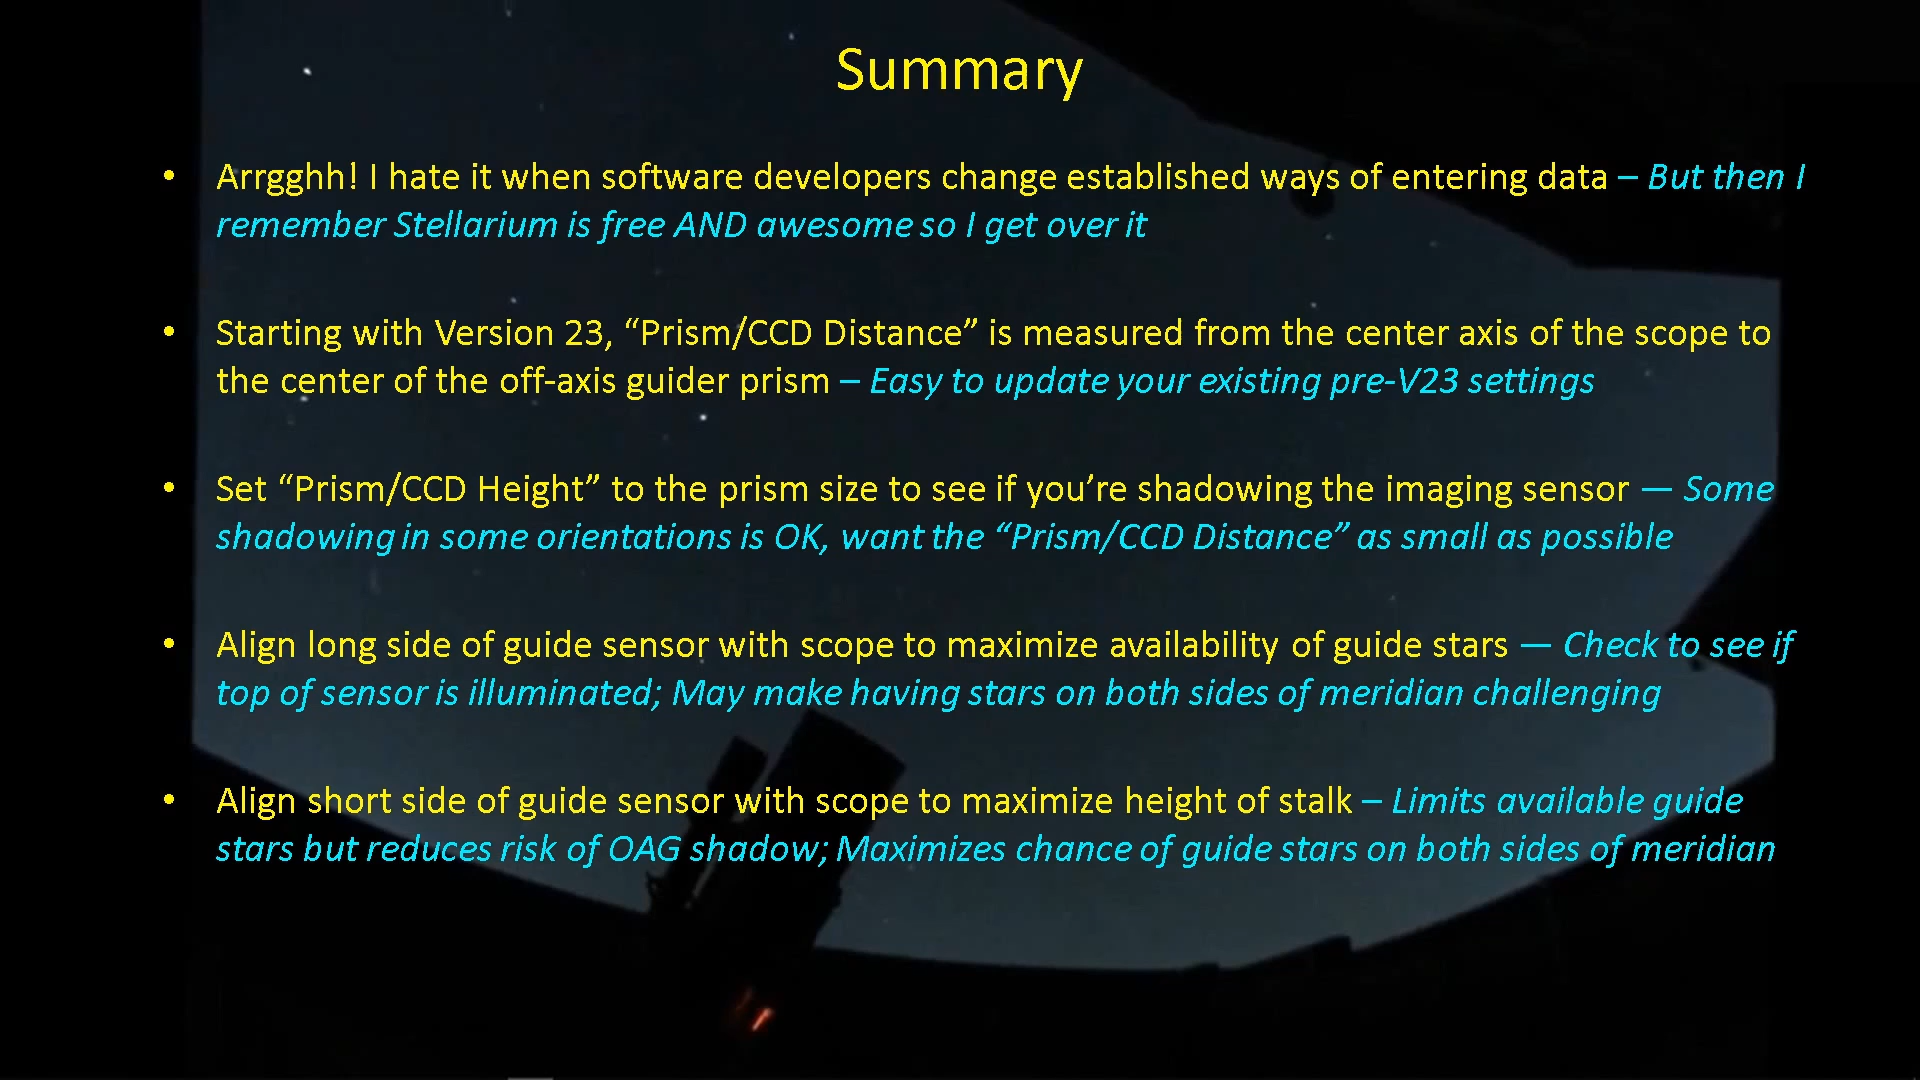 Summary
• Arrgghh! I hate it when software developers change established ways of entering data – But then I
remember Stellarium is free AND awesome so I get over it
• Starting with Version 23, “Prism/CCD Distance” is measured from the center axis of the scope to
the center of the off-axis guider prism – Easy to update your existing pre-V23 settings
• Set “Prism/CCD Height” to the prism size to see if you’re shadowing the imaging sensor — Some
shadowing in some orientations is OK, want the “Prism/CCD Distance” as small as possible
• Align long side of guide sensor with scope to maximize availability of guide stars — Check to see if
top of sensor is illuminated; May make having stars on both sides of meridian challenging
• Align short side of guide sensor with scope to maximize height of stalk – Limits available guide
stars but reduces risk of OAG shadow; Maximizes chance of guide stars on both sides of meridian